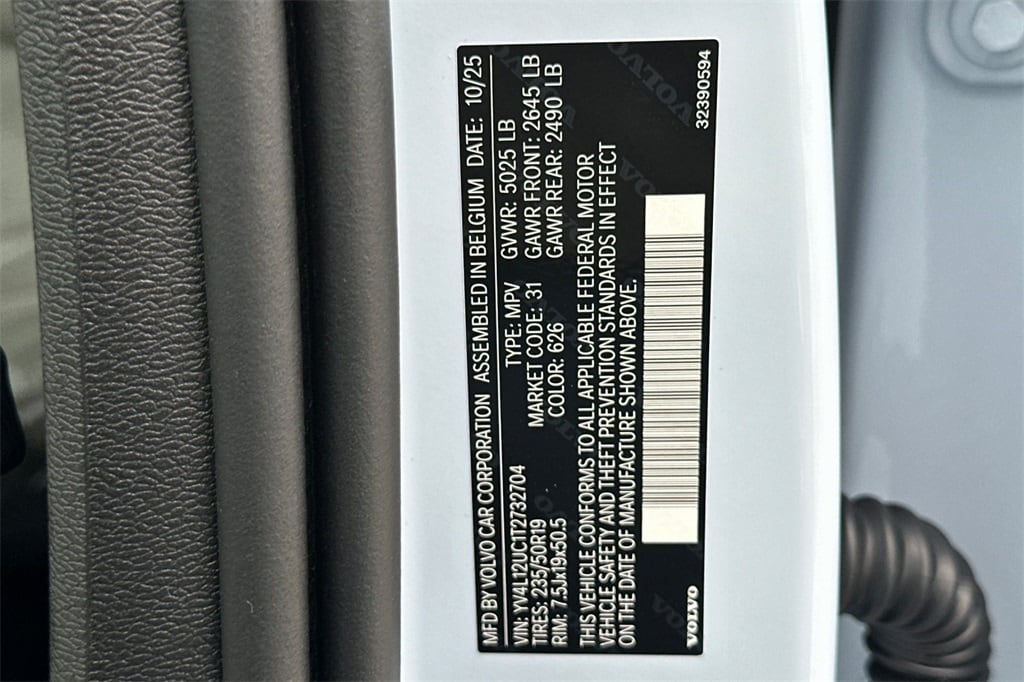 MFD BY VOLVO CAR CORPORATION ASSEMBLED IN BELGIUM DATE: 10/25
VIN: YV4L12UC1T2732704 TYPE: MPV GVWR: 5025 LB
TIRES: 235/50R19 MARKET CODE: 31 GAWR FRONT: 2645 LB
RIM: 7.5Jx19x50.5 COLOR: 626 GAWR REAR: 2490 LB
THIS VEHICLE CONFORMS TO ALL APPLICABLE FEDERAL MOTOR
VEHICLE SAFETY AND THEFT PREVENTION STANDARDS IN EFFECT
ON THE DATE OF MANUFACTURE SHOWN ABOVE.
VOLVO 32390594